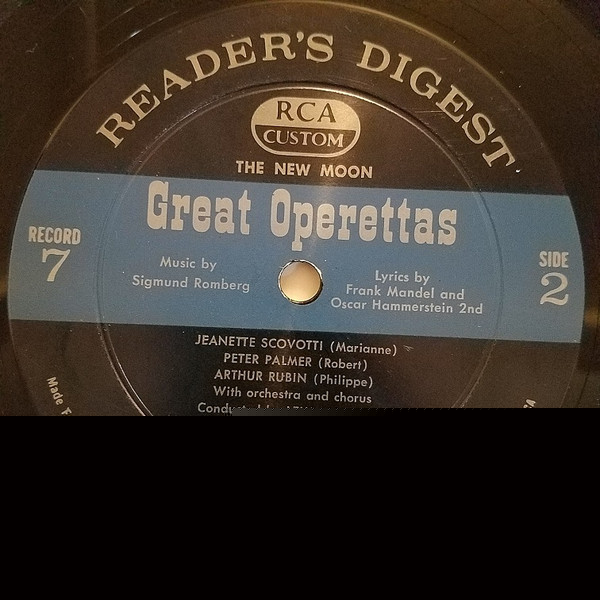 READER'S DIGEST
RCA
CUSTOM
THE NEW MOON
Great Operettas
RECORD
7
Music by
Sigmund Romberg
Lyrics by
Frank Mandel and
Oscar Hammerstein 2nd
SIDE
2
JEANETTE SCOVOTTI (Marianne)
PETER PALMER (Robert)
ARTHUR RUBIN (Philippe)
With orchestra and chorus
Conducted by
Made